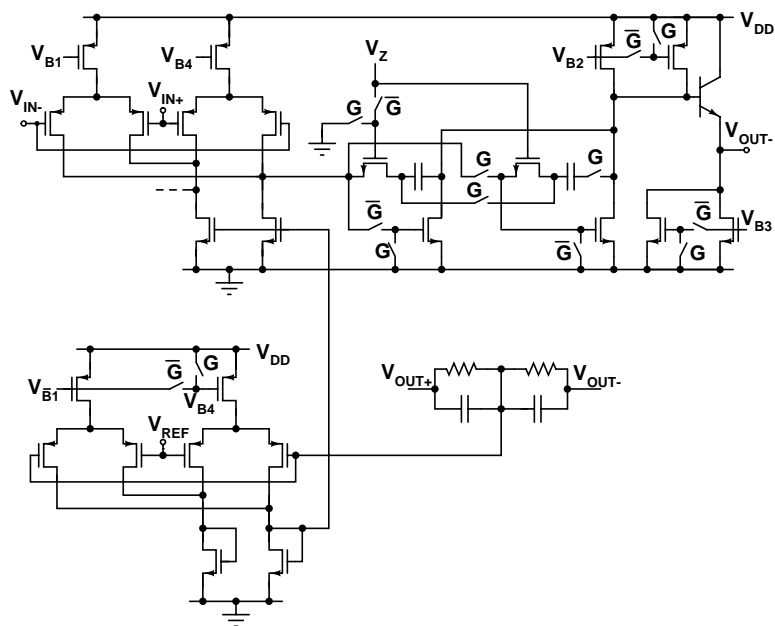 V_DD
V_B1
V_B4
V_Z
V_B2
G̅
G
V_IN-
V_IN+
G
G̅
V_OUT-
G
G
G
G̅
G
G̅
G̅
G
V_B3
V_DD
G̅
G
V_B1
V_B4
V_REF
V_OUT+
V_OUT-